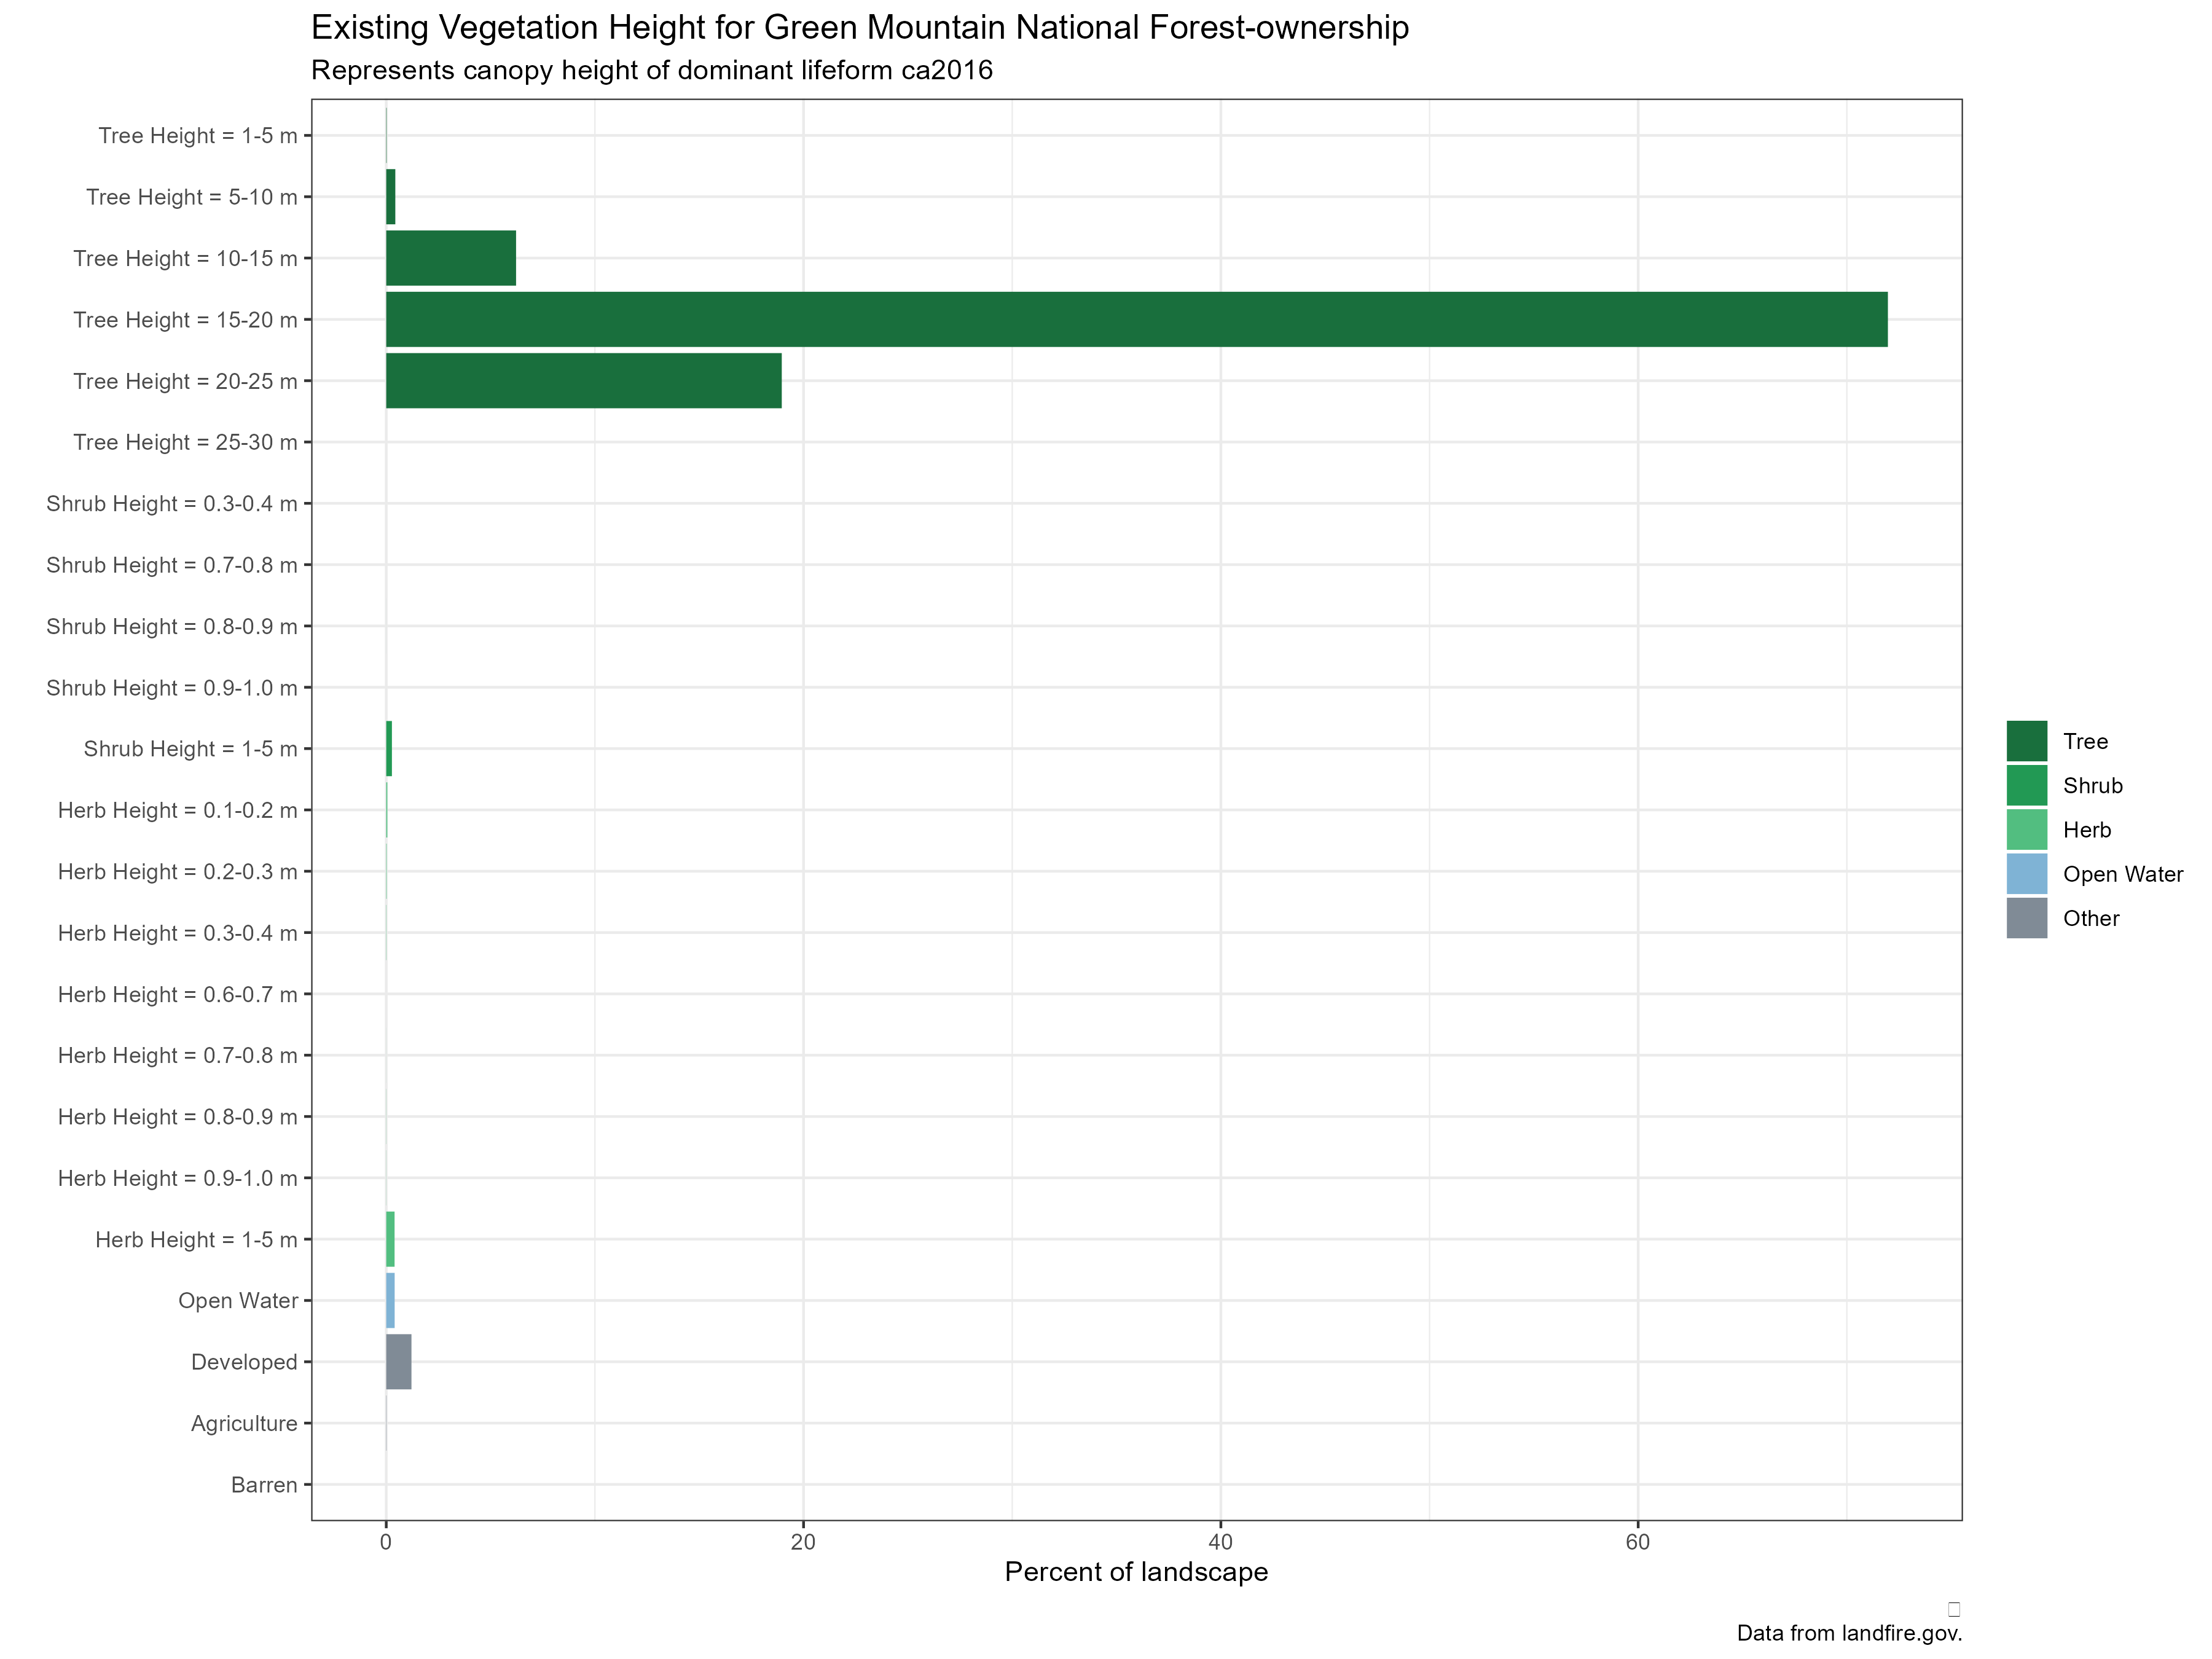 Existing Vegetation Height for Green Mountain National Forest-ownership
Represents canopy height of dominant lifeform ca2016
Tree Height = 1-5 m
Tree Height = 5-10 m
Tree Height = 10-15 m
Tree Height = 15-20 m
Tree Height = 20-25 m
Tree Height = 25-30 m
Shrub Height = 0.3-0.4 m
Shrub Height = 0.7-0.8 m
Shrub Height = 0.8-0.9 m
Shrub Height = 0.9-1.0 m
Shrub Height = 1-5 m
Herb Height = 0.1-0.2 m
Herb Height = 0.2-0.3 m
Herb Height = 0.3-0.4 m
Herb Height = 0.6-0.7 m
Herb Height = 0.7-0.8 m
Herb Height = 0.8-0.9 m
Herb Height = 0.9-1.0 m
Herb Height = 1-5 m
Open Water
Developed
Agriculture
Barren
0 20 40 60
Percent of landscape
Tree
Shrub
Herb
Open Water
Other
Data from landfire.gov.